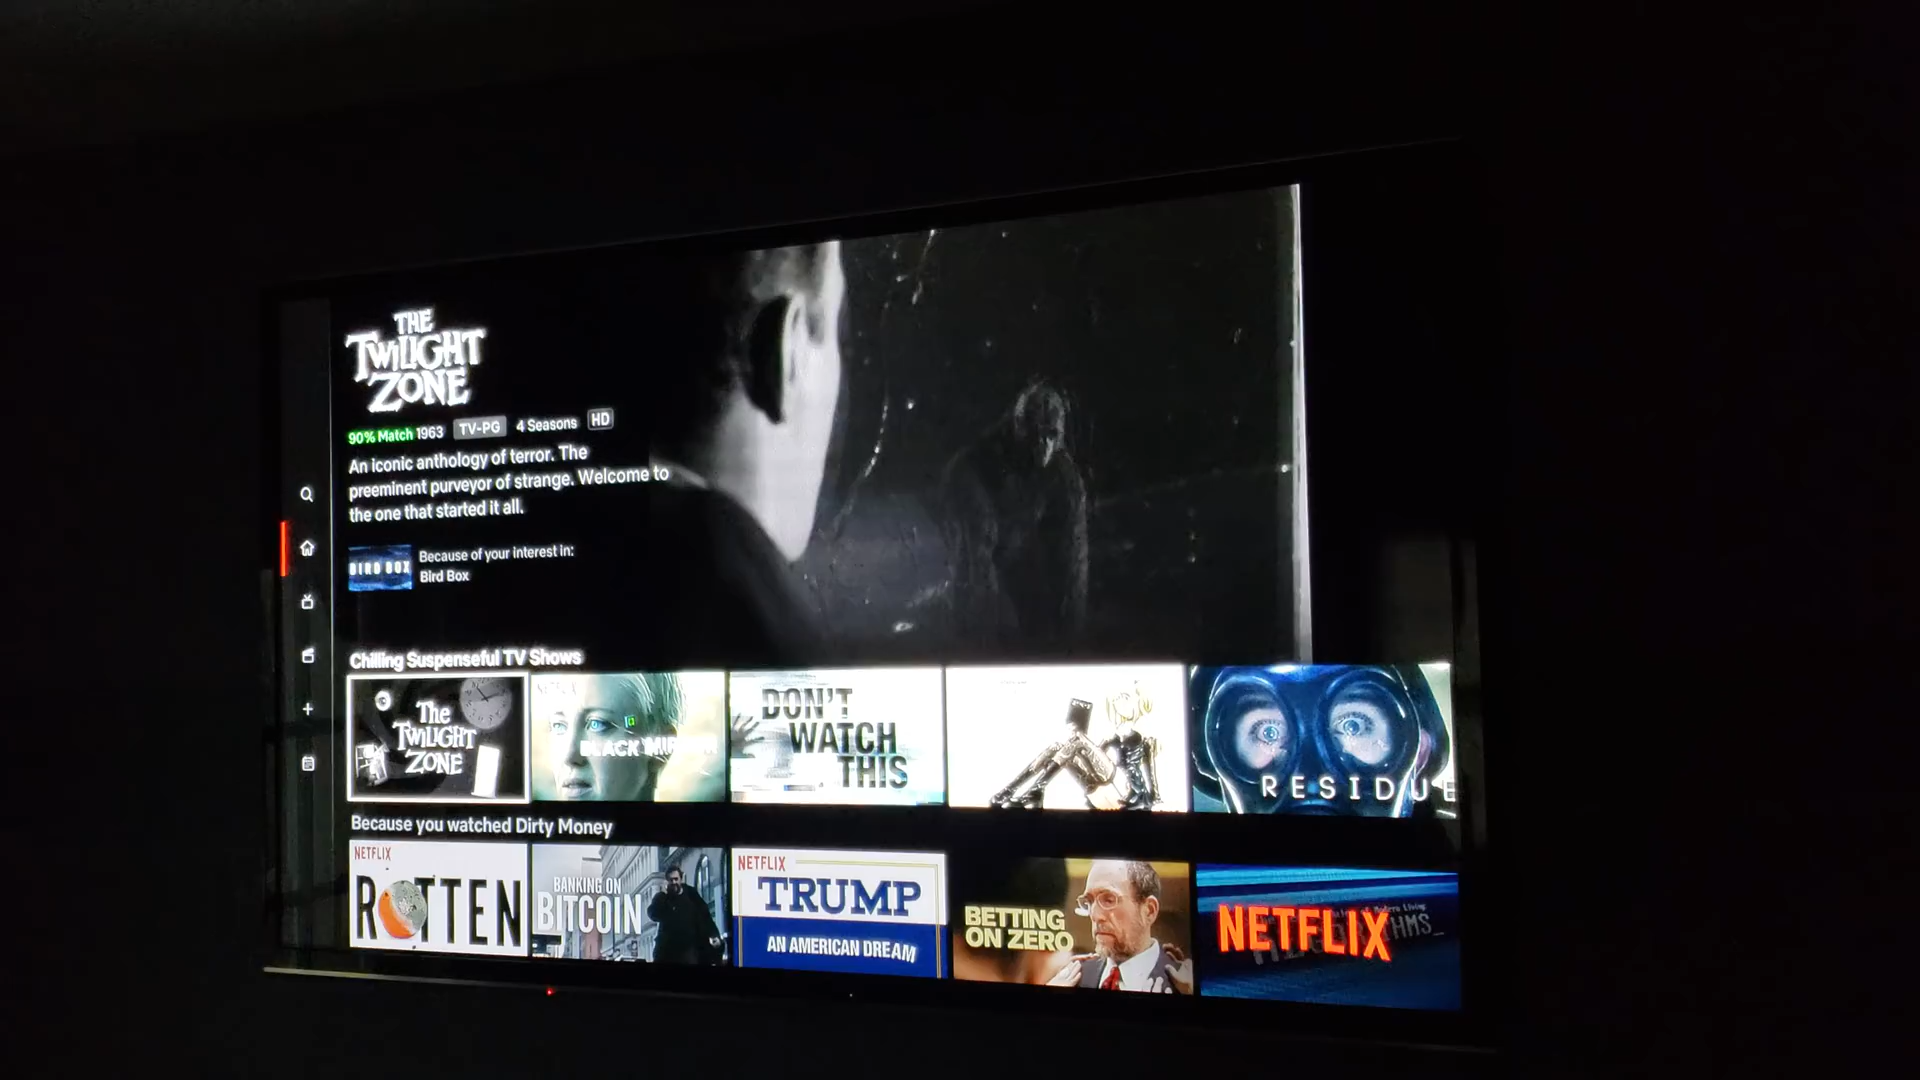 THE
TWILIGHT
ZONE
90% Match 1963 TV-PG 4 Seasons HD
An iconic anthology of terror. The
preeminent purveyor of strange. Welcome to
the one that started it all.
BIRD BOX
Because of your interest in:
Bird Box
Chilling Suspenseful TV Shows
The
TWILIGHT
ZONE
NETFLIX
BLACK MIRROR
DON'T
WATCH
THIS
RESIDUE
Because you watched Dirty Money
NETFLIX
ROTTEN
BANKING ON
BITCOIN
NETFLIX
TRUMP
AN AMERICAN DREAM
BETTING
ON ZERO
NETFLIX